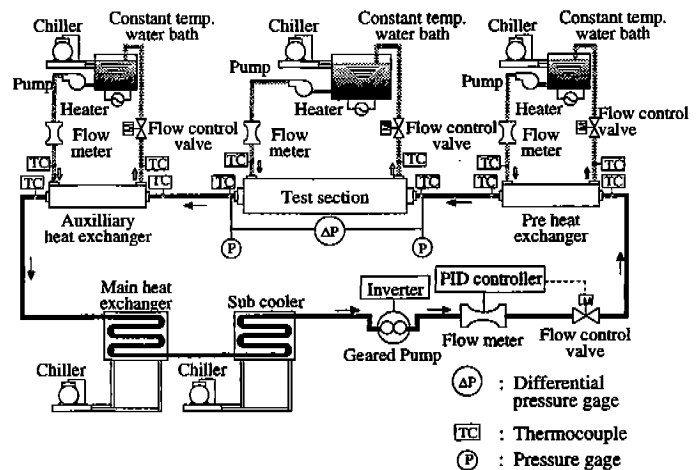 Constant temp.
water bath
Chiller
Pump
Heater
Flow
meter
Flow control
valve
TC
TC
TC
TC
Auxilliary
heat exchanger
Constant temp.
water bath
Chiller
Pump
Heater
Flow
meter
Flow control
valve
TC
TC
TC
TC
Test section
P
ΔP
P
Constant temp.
water bath
Chiller
Pump
Heater
Flow
meter
Flow control
valve
TC
TC
TC
TC
Pre heat
exchanger
Main heat
exchanger
Sub cooler
Chiller
Chiller
Inverter
Geared Pump
PID controller
Flow meter
M
Flow control
valve
ΔP : Differential
pressure gage
TC : Thermocouple
P : Pressure gage